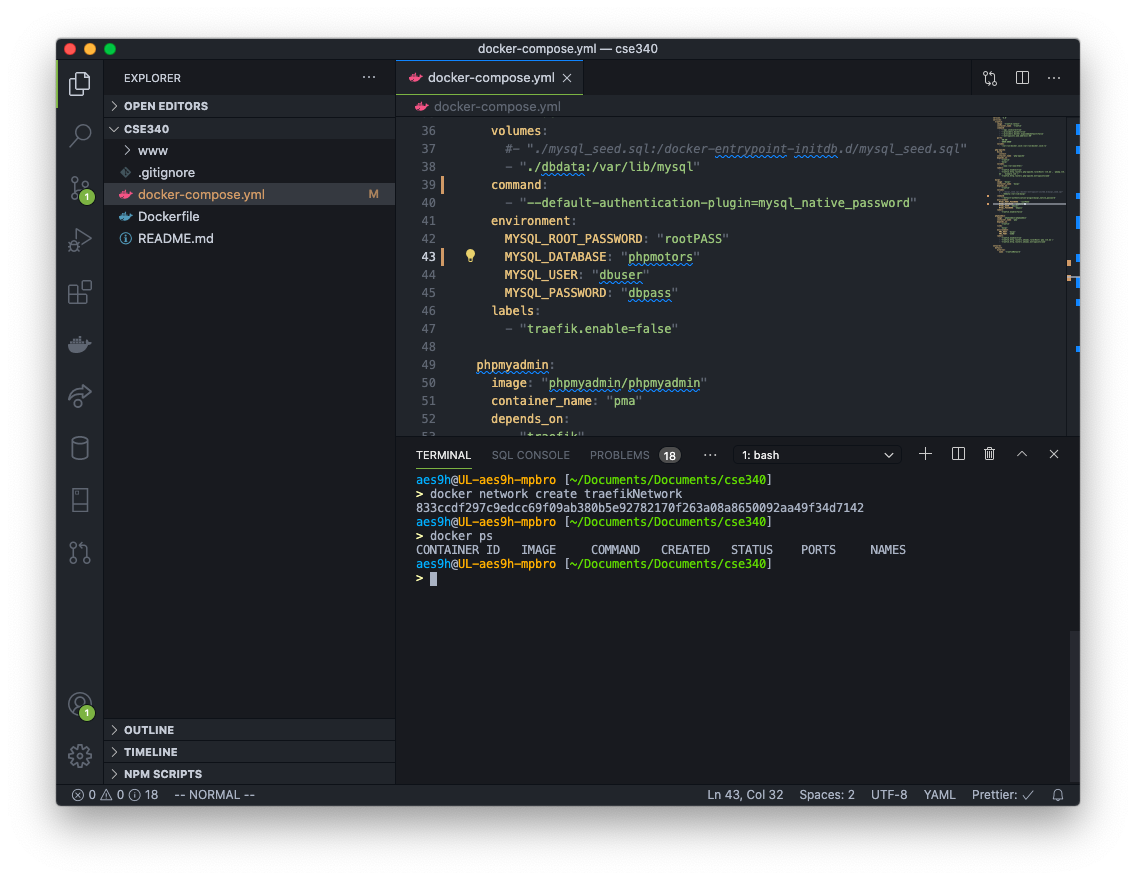 docker-compose.yml — cse340
EXPLORER
OPEN EDITORS
CSE340
www
.gitignore
docker-compose.yml M
Dockerfile
README.md
1
1
OUTLINE
TIMELINE
NPM SCRIPTS
docker-compose.yml
docker-compose.yml
36 volumes:
37 #- "./mysql_seed.sql:/docker-entrypoint-initdb.d/mysql_seed.sql"
38 - "./dbdata:/var/lib/mysql"
39 command:
40 - "--default-authentication-plugin=mysql_native_password"
41 environment:
42 MYSQL_ROOT_PASSWORD: "rootPASS"
43 MYSQL_DATABASE: "phpmotors"
44 MYSQL_USER: "dbuser"
45 MYSQL_PASSWORD: "dbpass"
46 labels:
47 - "traefik.enable=false"
48
49 phpmyadmin:
50 image: "phpmyadmin/phpmyadmin"
51 container_name: "pma"
52 depends_on:
53 - "traefik"
TERMINAL SQL CONSOLE PROBLEMS 18 ··· 1: bash
aes9h@UL-aes9h-mpbro [~/Documents/Documents/cse340]
> docker network create traefikNetwork
833ccdf297c9edcc69f09ab380b5e92782170f263a08a8650092aa49f34d7142
aes9h@UL-aes9h-mpbro [~/Documents/Documents/cse340]
> docker ps
CONTAINER ID IMAGE COMMAND CREATED STATUS PORTS NAMES
aes9h@UL-aes9h-mpbro [~/Documents/Documents/cse340]
>
0 0 18 -- NORMAL -- Ln 43, Col 32 Spaces: 2 UTF-8 YAML Prettier: ✓